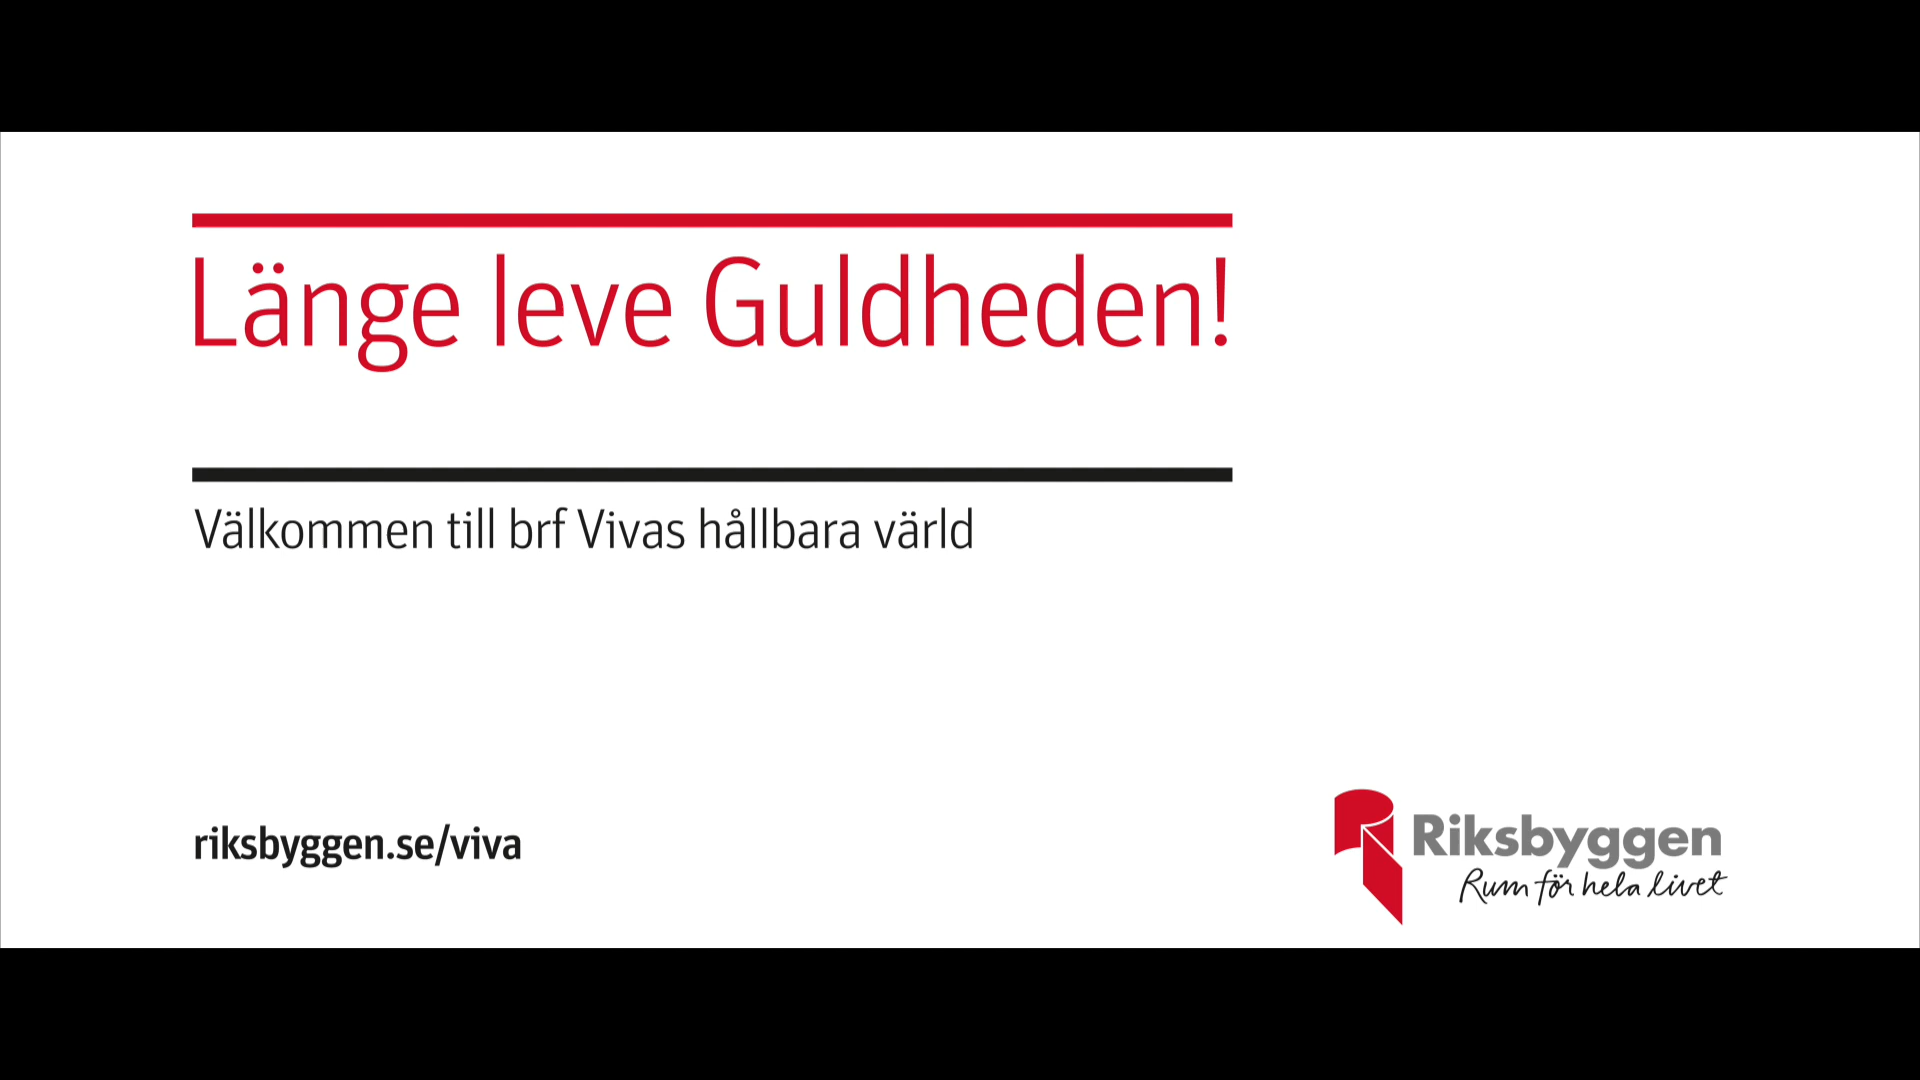 Länge leve Guldheden!
Välkommen till brf Vivas hållbara värld
riksbyggen.se/viva
Riksbyggen
Rum för hela livet